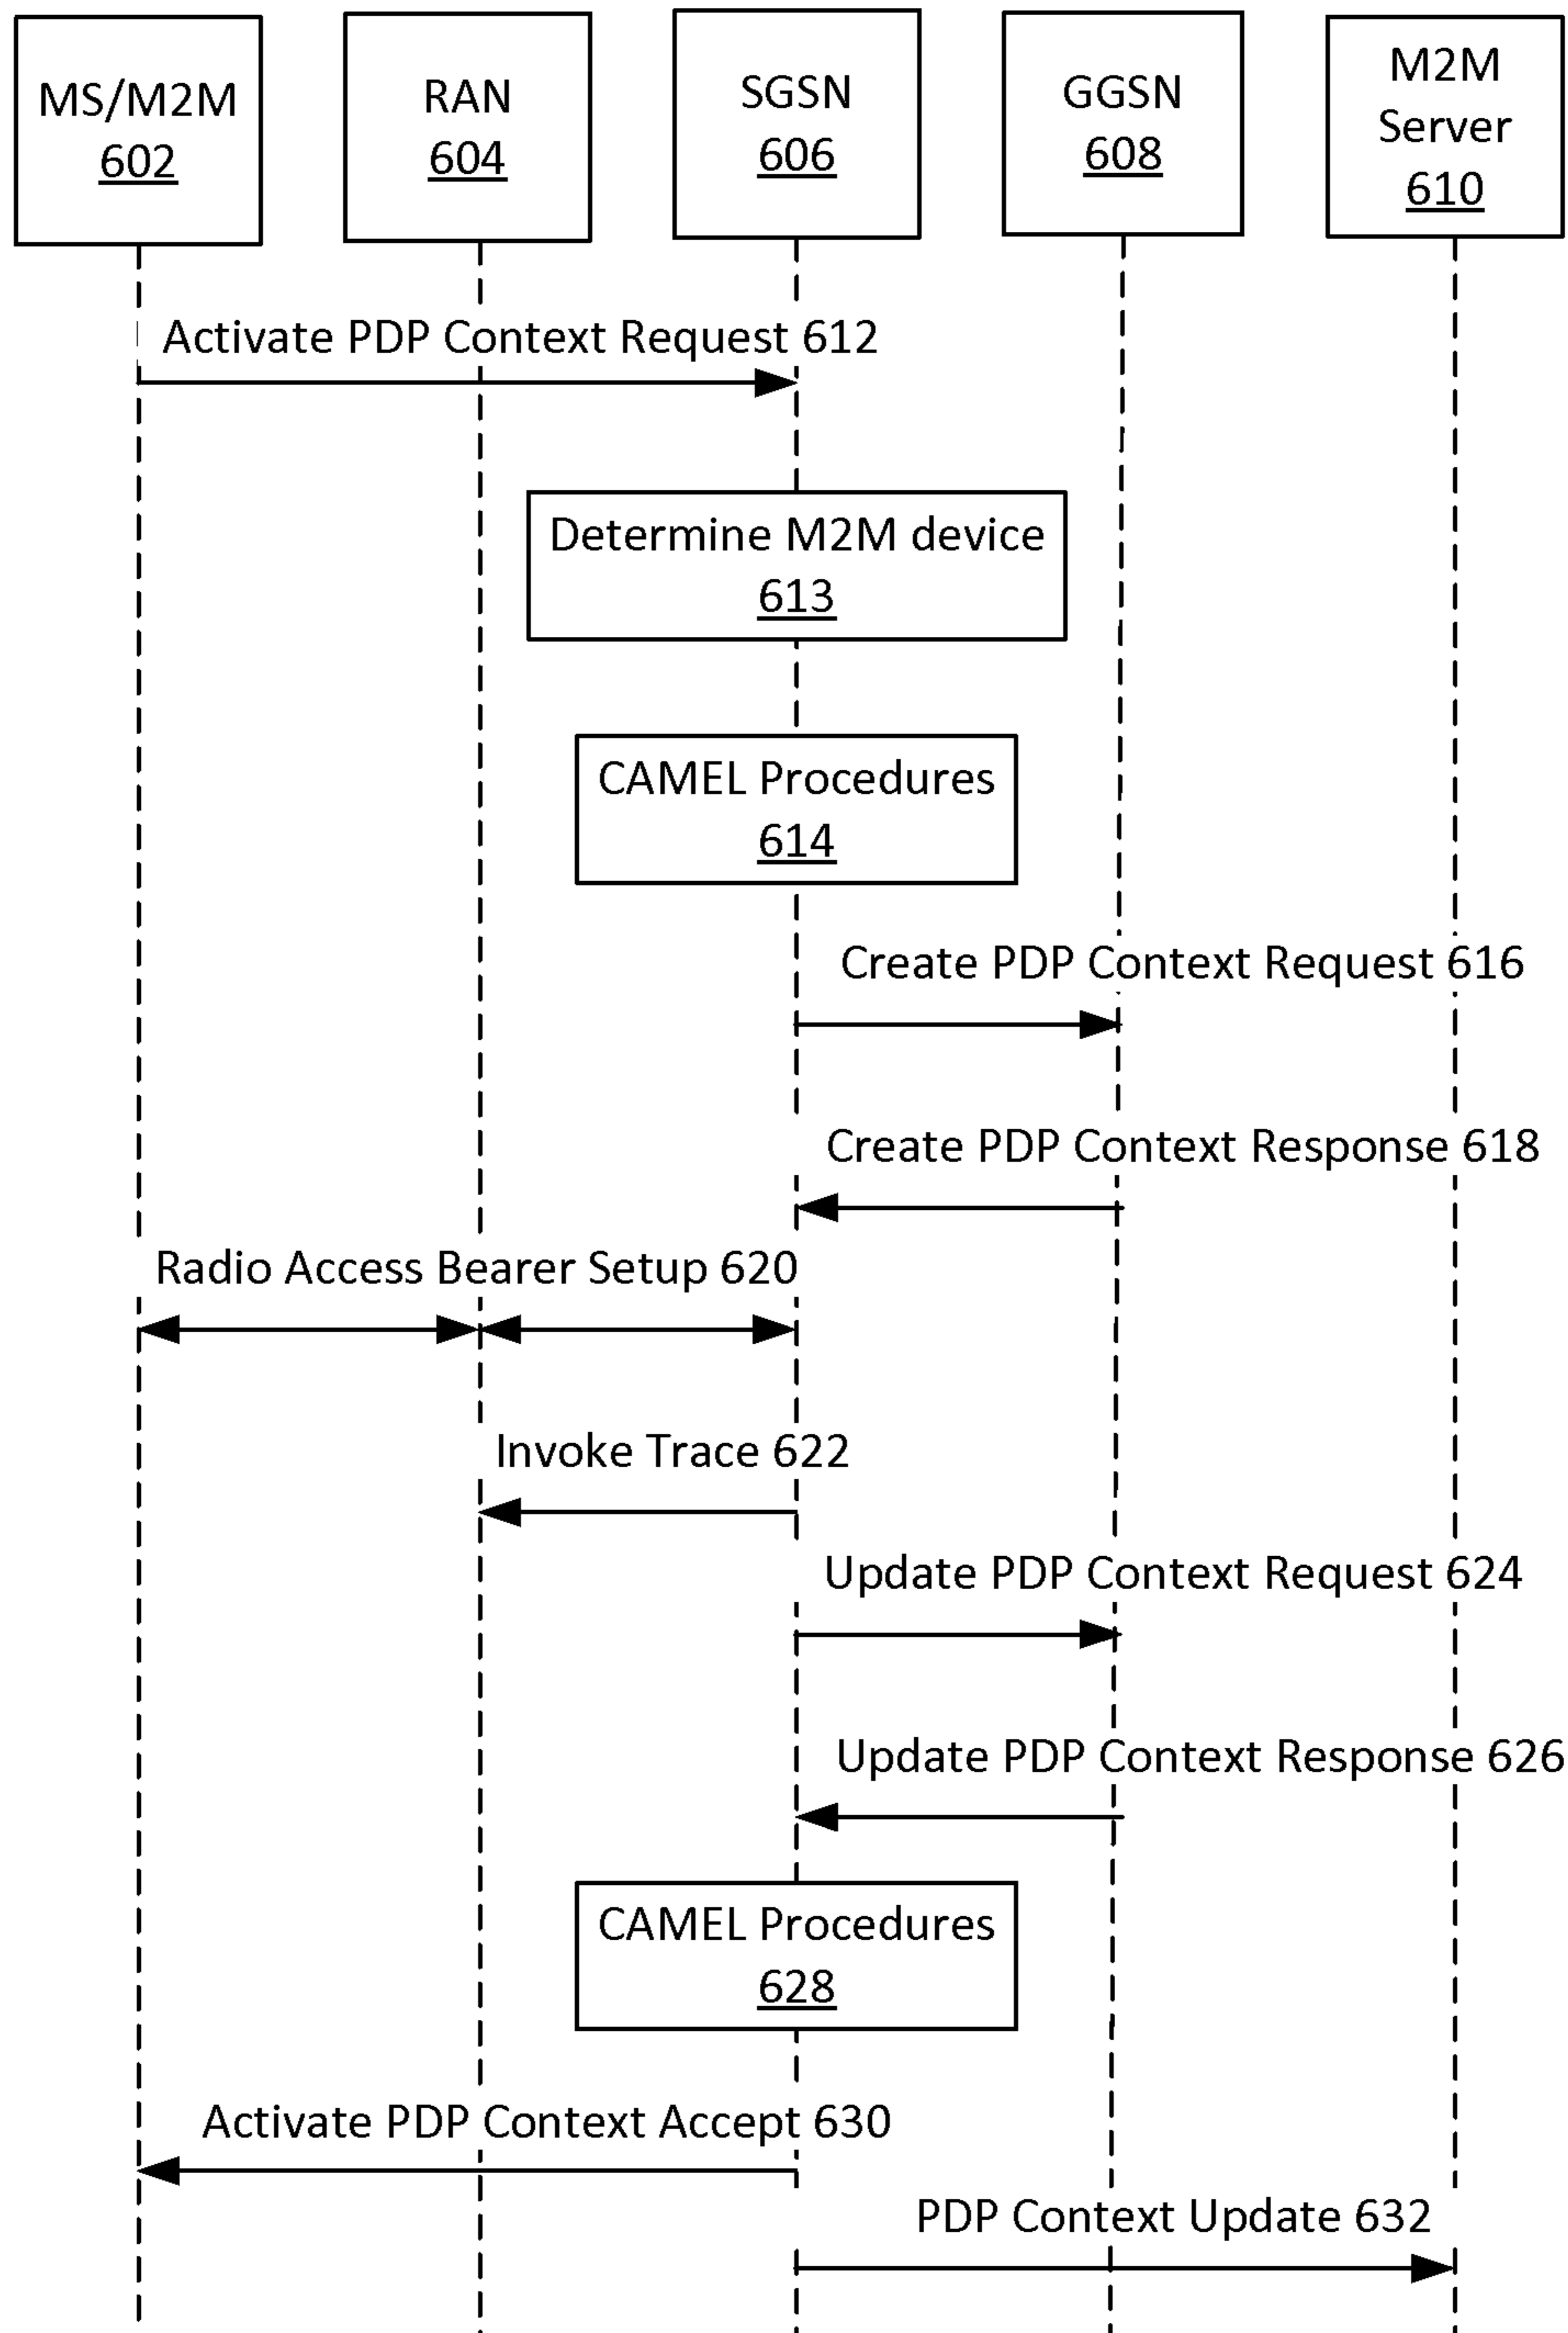 MS/M2M
602
RAN
604
SGSN
606
GGSN
608
M2M
Server
610
Activate PDP Context Request 612
Determine M2M device
613
CAMEL Procedures
614
Create PDP Context Request 616
Create PDP Context Response 618
Radio Access Bearer Setup 620
Invoke Trace 622
Update PDP Context Request 624
Update PDP Context Response 626
CAMEL Procedures
628
Activate PDP Context Accept 630
PDP Context Update 632